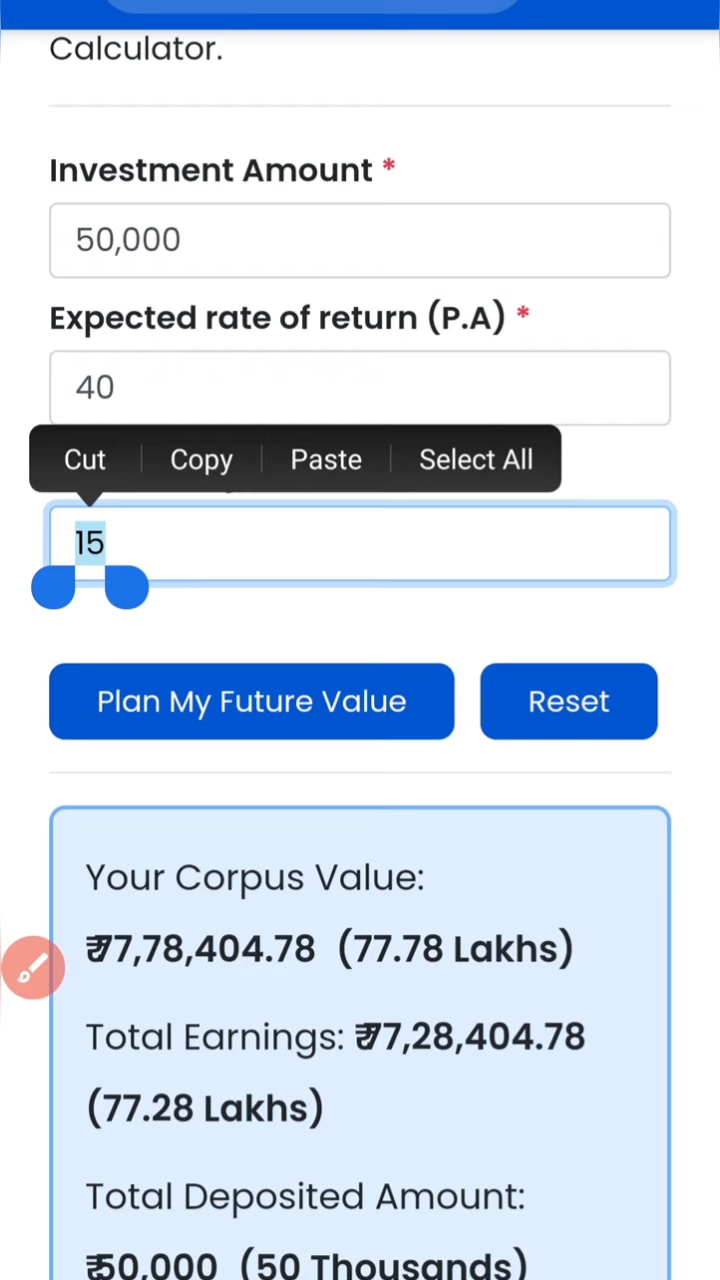 Calculator.
Investment Amount *
50,000
Expected rate of return (P.A) *
40
Cut Copy Paste Select All
15
Plan My Future Value Reset
Your Corpus Value:
₹77,78,404.78 (77.78 Lakhs)
Total Earnings: ₹77,28,404.78
(77.28 Lakhs)
Total Deposited Amount:
₹50,000 (50 Thousands)